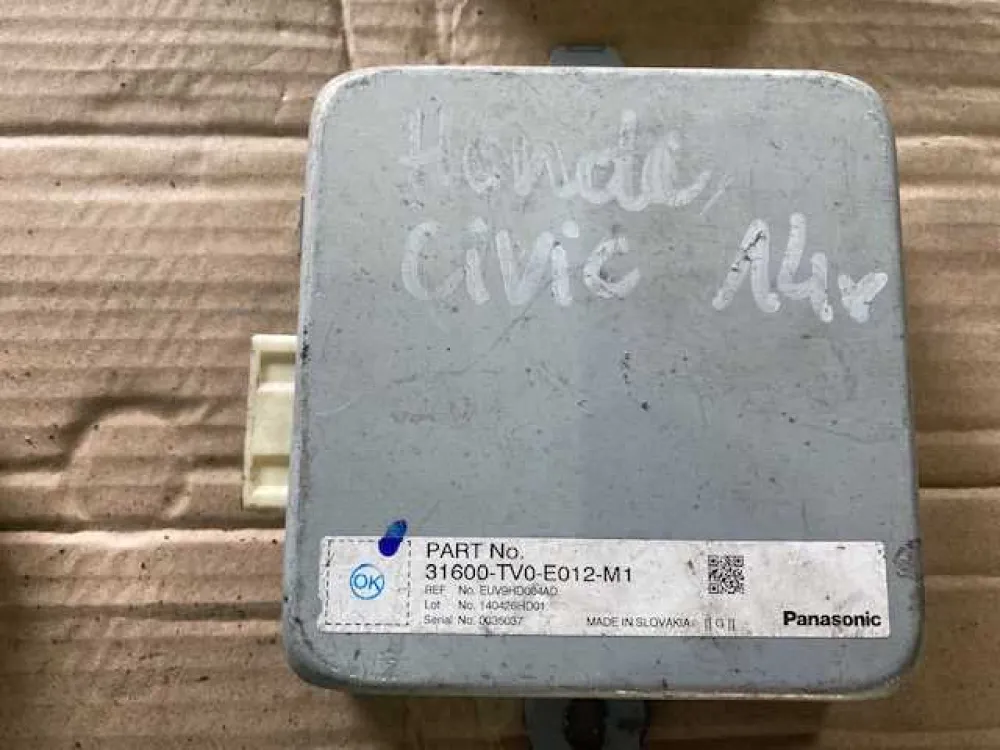 Honda,
Civic 14r
OK
PART No.
31600-TV0-E012-M1
REF No. EUV9HD004AD
Lot No. 140426HD01
Serial No. 0035037
MADE IN SLOVAKIA
Panasonic